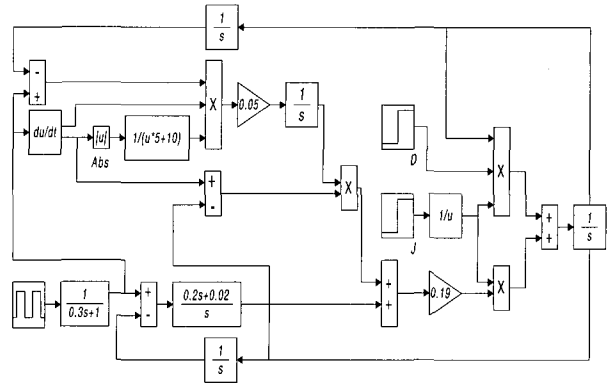 1
s
-
+
du/dt
|u|
Abs
1/(u*5+10)
X
0.05
1
s
+
-
X
D
J
1/u
X
X
+
+
1
s
1
0.3s+1
+
-
0.2s+0.02
s
+
+
0.19
1
s